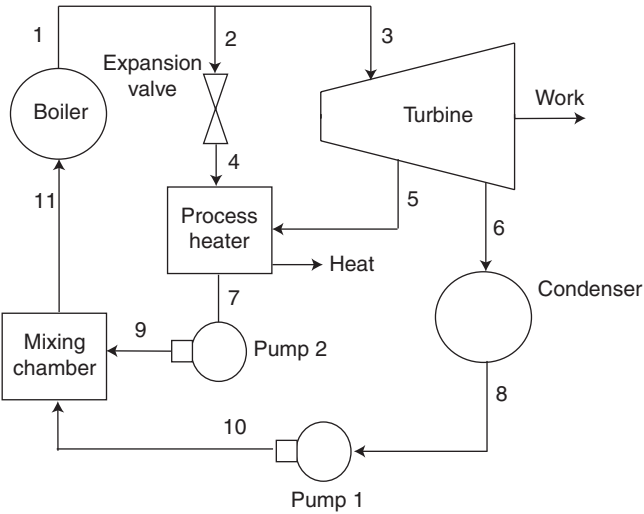 1
2
3
Expansion
valve
Boiler
Turbine
Work
4
11
5
Process
heater
6
Heat
Condenser
7
9
Mixing
chamber
Pump 2
8
10
Pump 1